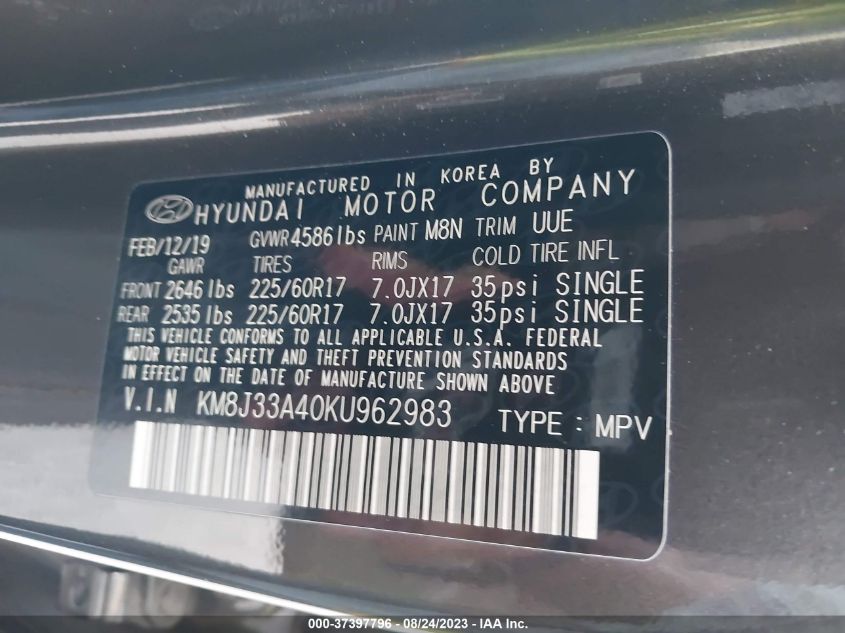 MANUFACTURED IN KOREA BY
HYUNDAI MOTOR COMPANY
FEB/12/19 GVWR 4586 lbs PAINT M8N TRIM UUE
GAWR TIRES RIMS COLD TIRE INFL
FRONT 2646 lbs 225/60R17 7.0JX17 35psi SINGLE
REAR 2535 lbs 225/60R17 7.0JX17 35psi SINGLE
THIS VEHICLE CONFORMS TO ALL APPLICABLE U.S.A. FEDERAL
MOTOR VEHICLE SAFETY AND THEFT PREVENTION STANDARDS
IN EFFECT ON THE DATE OF MANUFACTURE SHOWN ABOVE
V.I.N KM8J33A40KU962983 TYPE : MPV
000-37397796 - 08/24/2023 - IAA Inc.